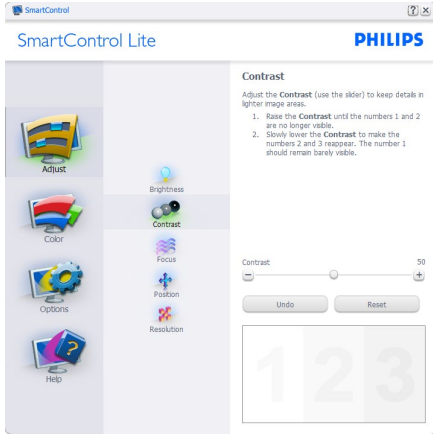 SmartControl
SmartControl Lite
PHILIPS
Adjust
Color
Options
Help
Brightness
Contrast
Focus
Position
Resolution
Contrast
Adjust the Contrast (use the slider) to keep details in
lighter image areas.
1. Raise the Contrast until the numbers 1 and 2
are no longer visible.
2. Slowly lower the Contrast to make the
numbers 2 and 3 reappear. The number 1
should remain barely visible.
Contrast 50
Undo Reset
1 2 3